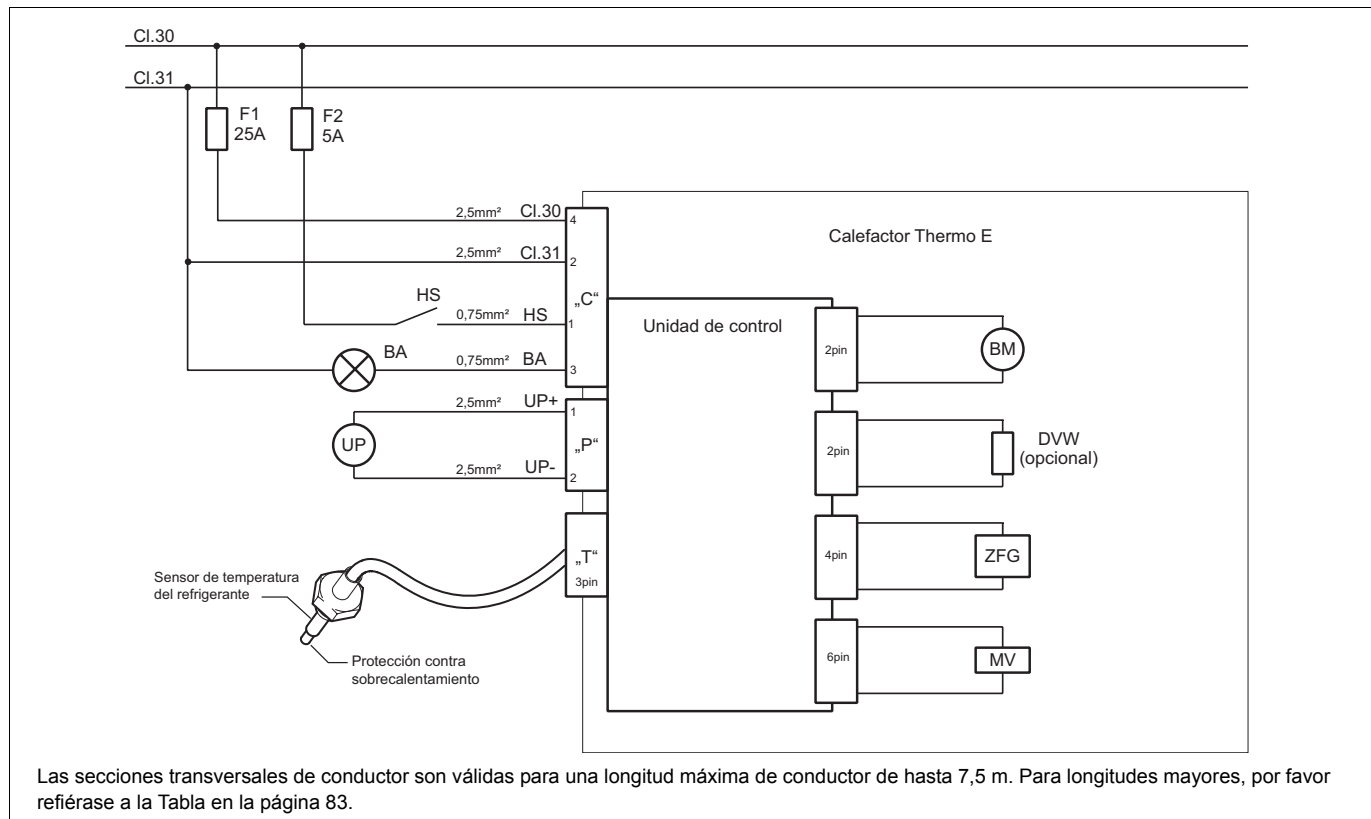 Cl.30
Cl.31
F1
25A
F2
5A
2,5mm² Cl.30
4
Calefactor Thermo E
2,5mm² Cl.31
2
„C“
HS
0,75mm² HS
1
Unidad de control
2pin
BM
BA
0,75mm² BA
3
2,5mm² UP+
1
UP
„P“
2,5mm² UP-
2
2pin
DVW
(opcional)
„T“
3pin
4pin
ZFG
Sensor de temperatura
del refrigerante
Protección contra
sobrecalentamiento
6pin
MV
Las secciones transversales de conductor son válidas para una longitud máxima de conductor de hasta 7,5 m. Para longitudes mayores, por favor
refiérase a la Tabla en la página 83.